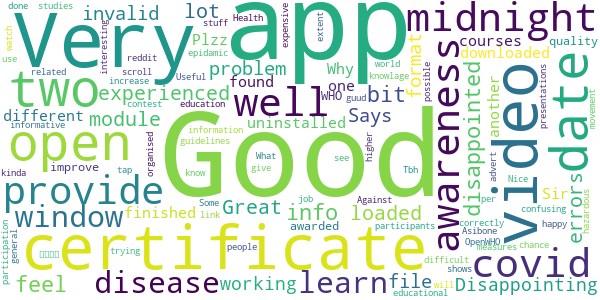 Very app midnight
Good
certificate
two open provide window
disease learn video date
covid awareness well
disappointed Disappointing
errors format info loaded
file bit Says
uninstalled experienced
module different problem
invalid lot Plzz
found one Why WHO
another downloaded
courses quality Sir
feel finished Great
working awarded
improve tap trying
done studies use related
scroll stuff Health
reddit epidemic Useful
interesting increase contest
education information
guidelines What know give
Some link job people
see Against guud
expensive extent watch
world knowlage possible
higher participants Tbh
organised informative
kinda general participation
advert per shows
OpenWHO Asibone
correctly confusing
Nice chance happy
measures will difficult
educational presentations
hazardous movement